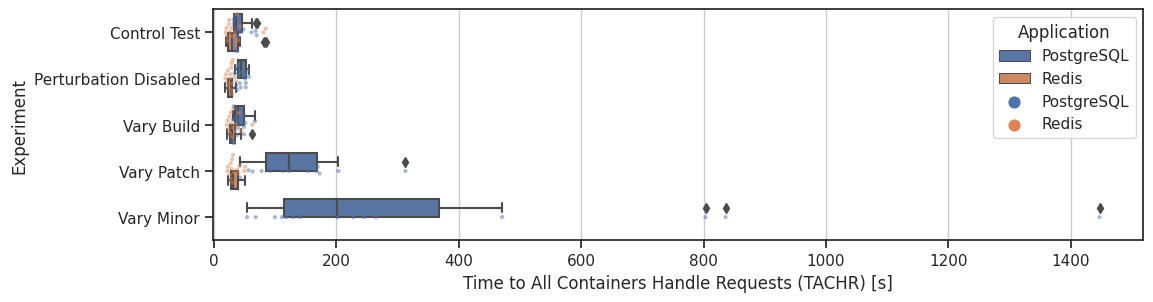 Experiment
Control Test
Perturbation Disabled
Vary Build
Vary Patch
Vary Minor
Application
PostgreSQL
Redis
PostgreSQL
Redis
0 200 400 600 800 1000 1200 1400
Time to All Containers Handle Requests (TACHR) [s]